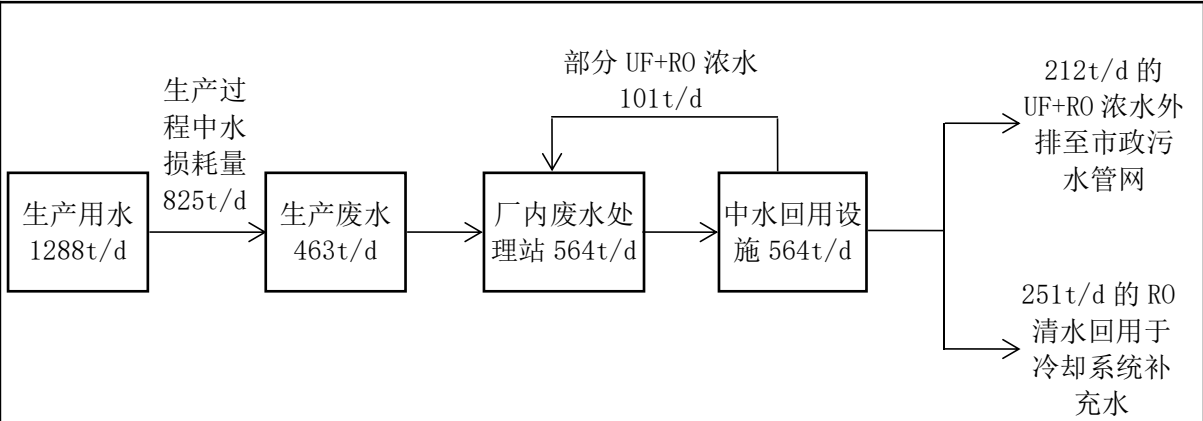 生产过
程中水
损耗量
825t/d
部分 UF+RO 浓水
101t/d
212t/d 的
UF+RO 浓水外
排至市政污
水管网
生产用水
1288t/d
生产废水
463t/d
厂内废水处
理站 564t/d
中水回用设
施 564t/d
251t/d 的 RO
清水回用于
冷却系统补
充水